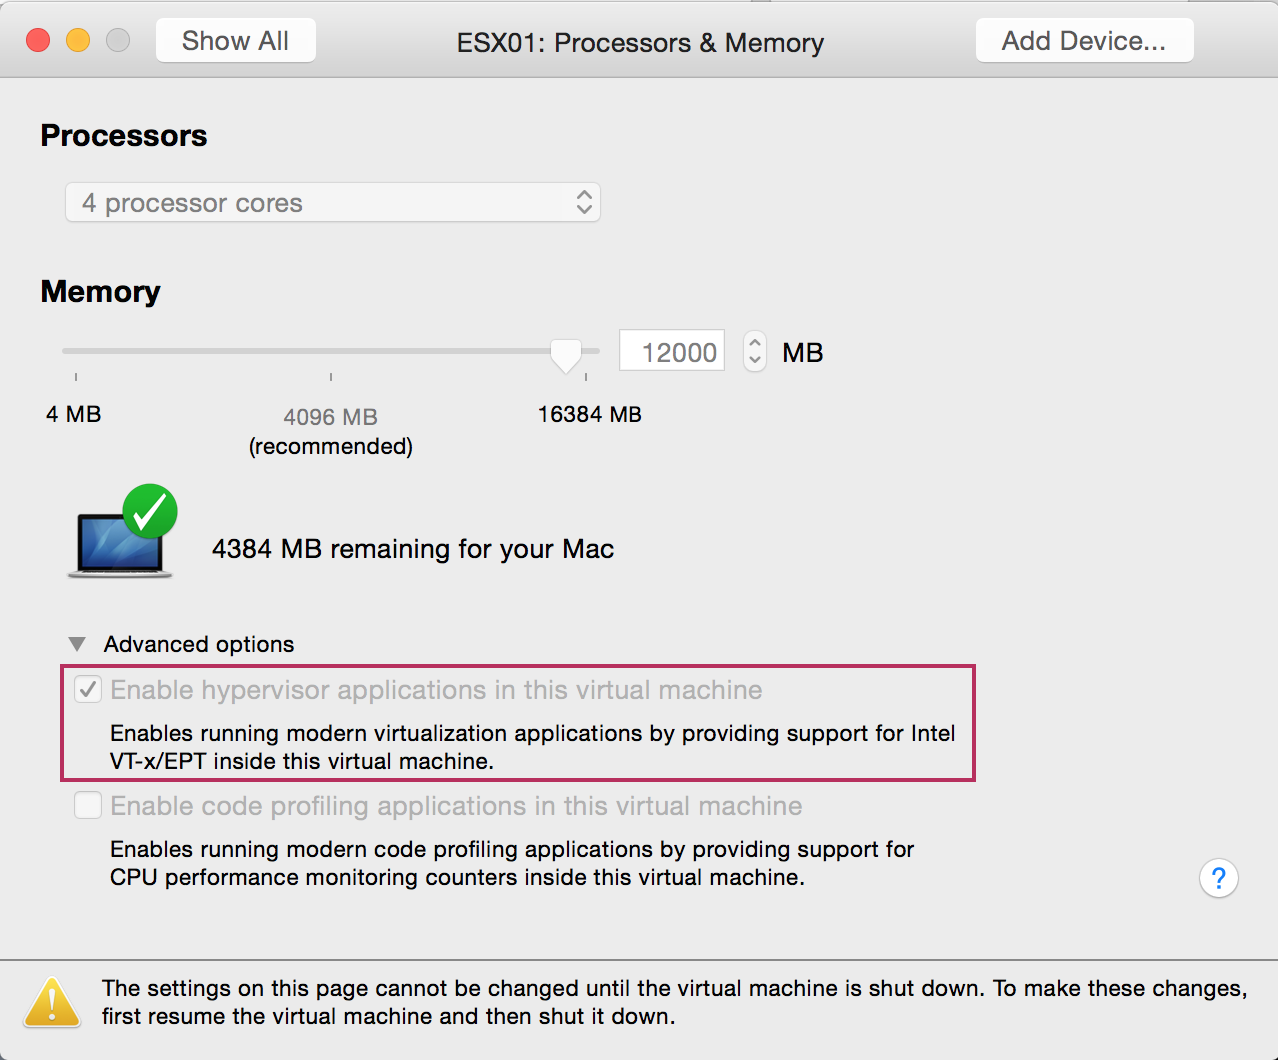 Show All
ESX01: Processors & Memory
Add Device...
Processors
4 processor cores
Memory
12000
MB
4 MB
4096 MB
(recommended)
16384 MB
4384 MB remaining for your Mac
Advanced options
Enable hypervisor applications in this virtual machine
Enables running modern virtualization applications by providing support for Intel
VT-x/EPT inside this virtual machine.
Enable code profiling applications in this virtual machine
Enables running modern code profiling applications by providing support for
CPU performance monitoring counters inside this virtual machine.
?
The settings on this page cannot be changed until the virtual machine is shut down. To make these changes,
first resume the virtual machine and then shut it down.